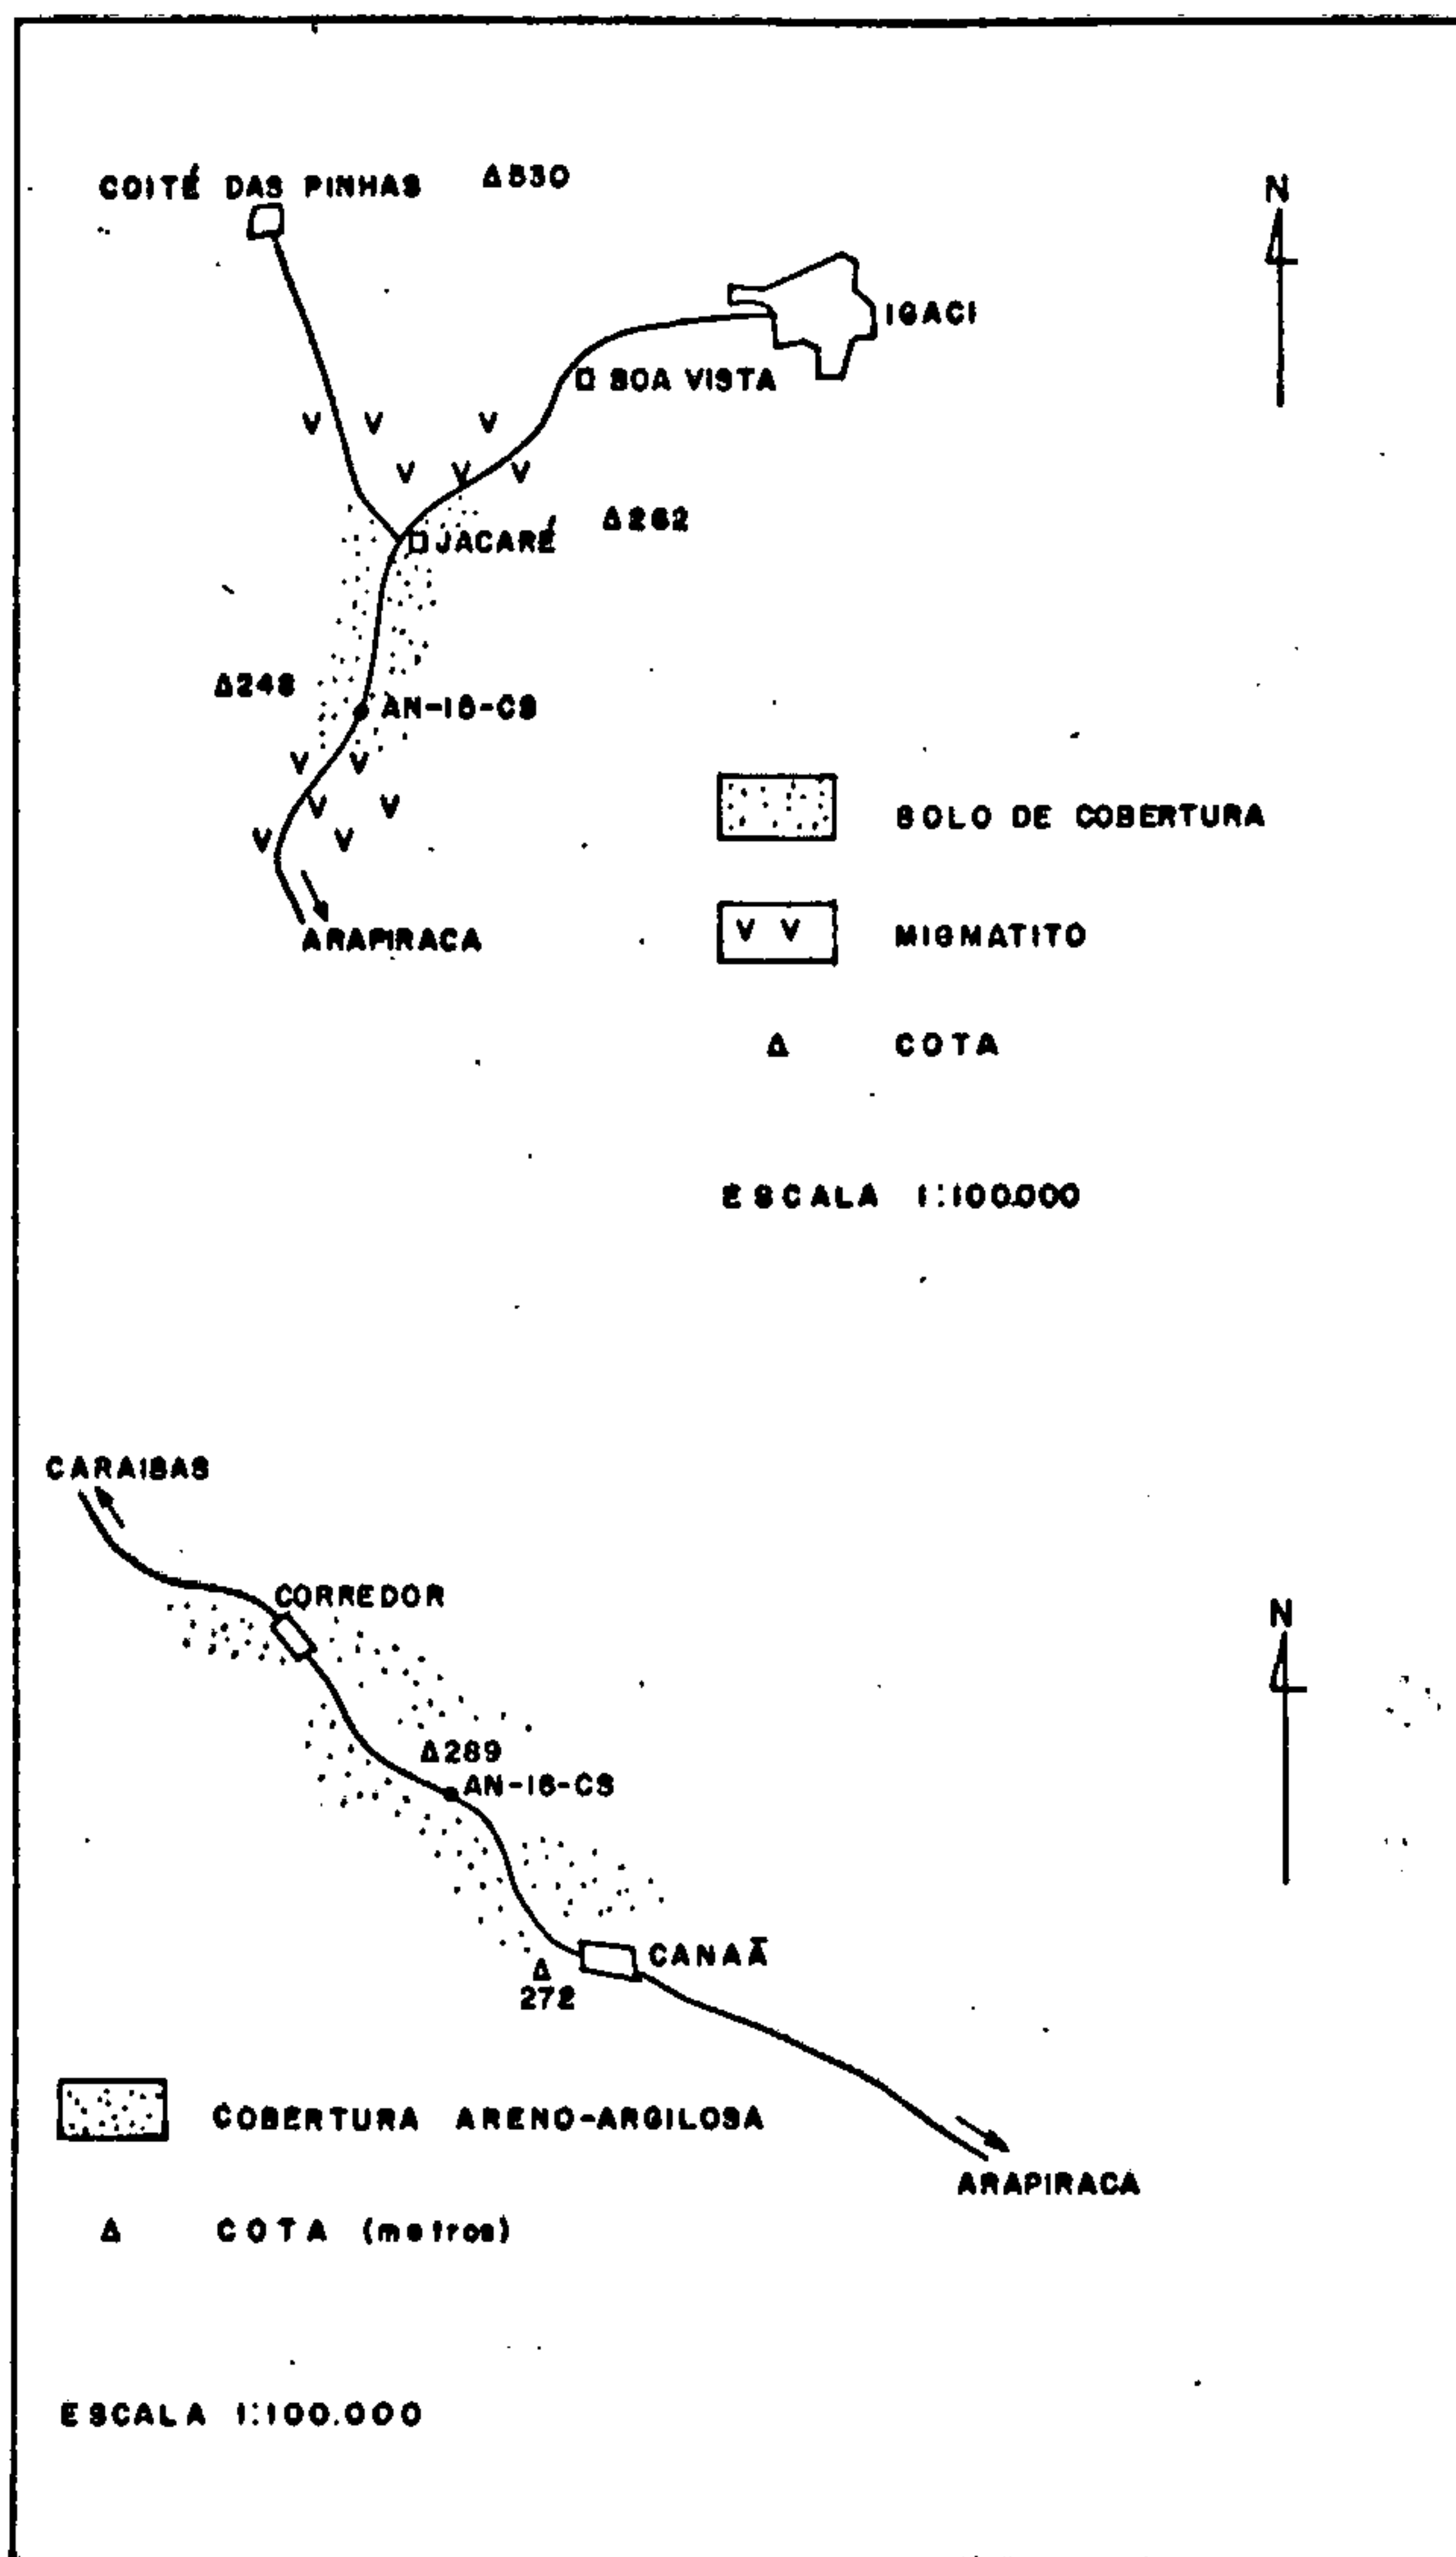 COITÉ DAS PINHAS Δ530
N
IGACI
BOA VISTA
Δ262
JACARÉ
Δ248
AN-15-CS
SOLO DE COBERTURA
V V MIGMATITO
ARAPIRACA
Δ COTA
ESCALA 1:100.000
CARAIBAS
CORREDOR
N
Δ289
AN-16-CS
CANAÃ
Δ
272
COBERTURA ARENO-ARGILOSA
ARAPIRACA
Δ COTA (metros)
ESCALA 1:100.000